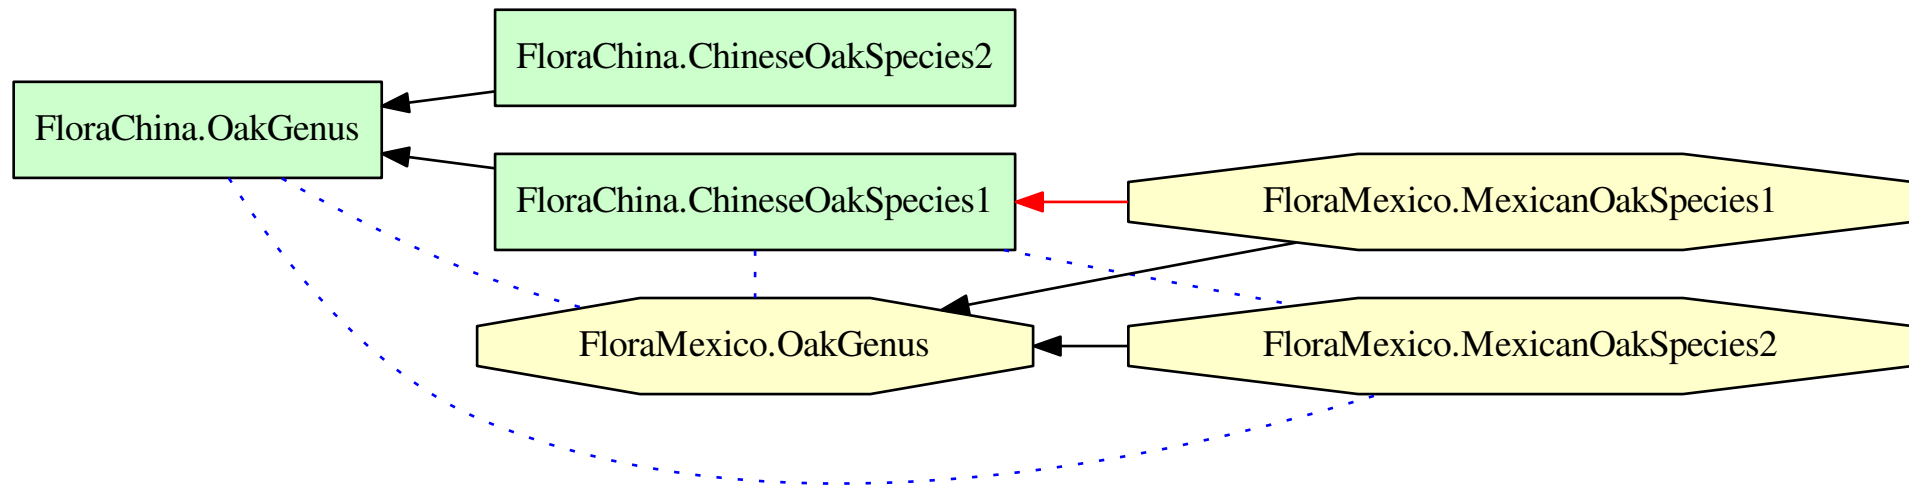 FloraChina.ChineseOakSpecies2
FloraChina.OakGenus
FloraChina.ChineseOakSpecies1
FloraMexico.MexicanOakSpecies1
FloraMexico.OakGenus
FloraMexico.MexicanOakSpecies2